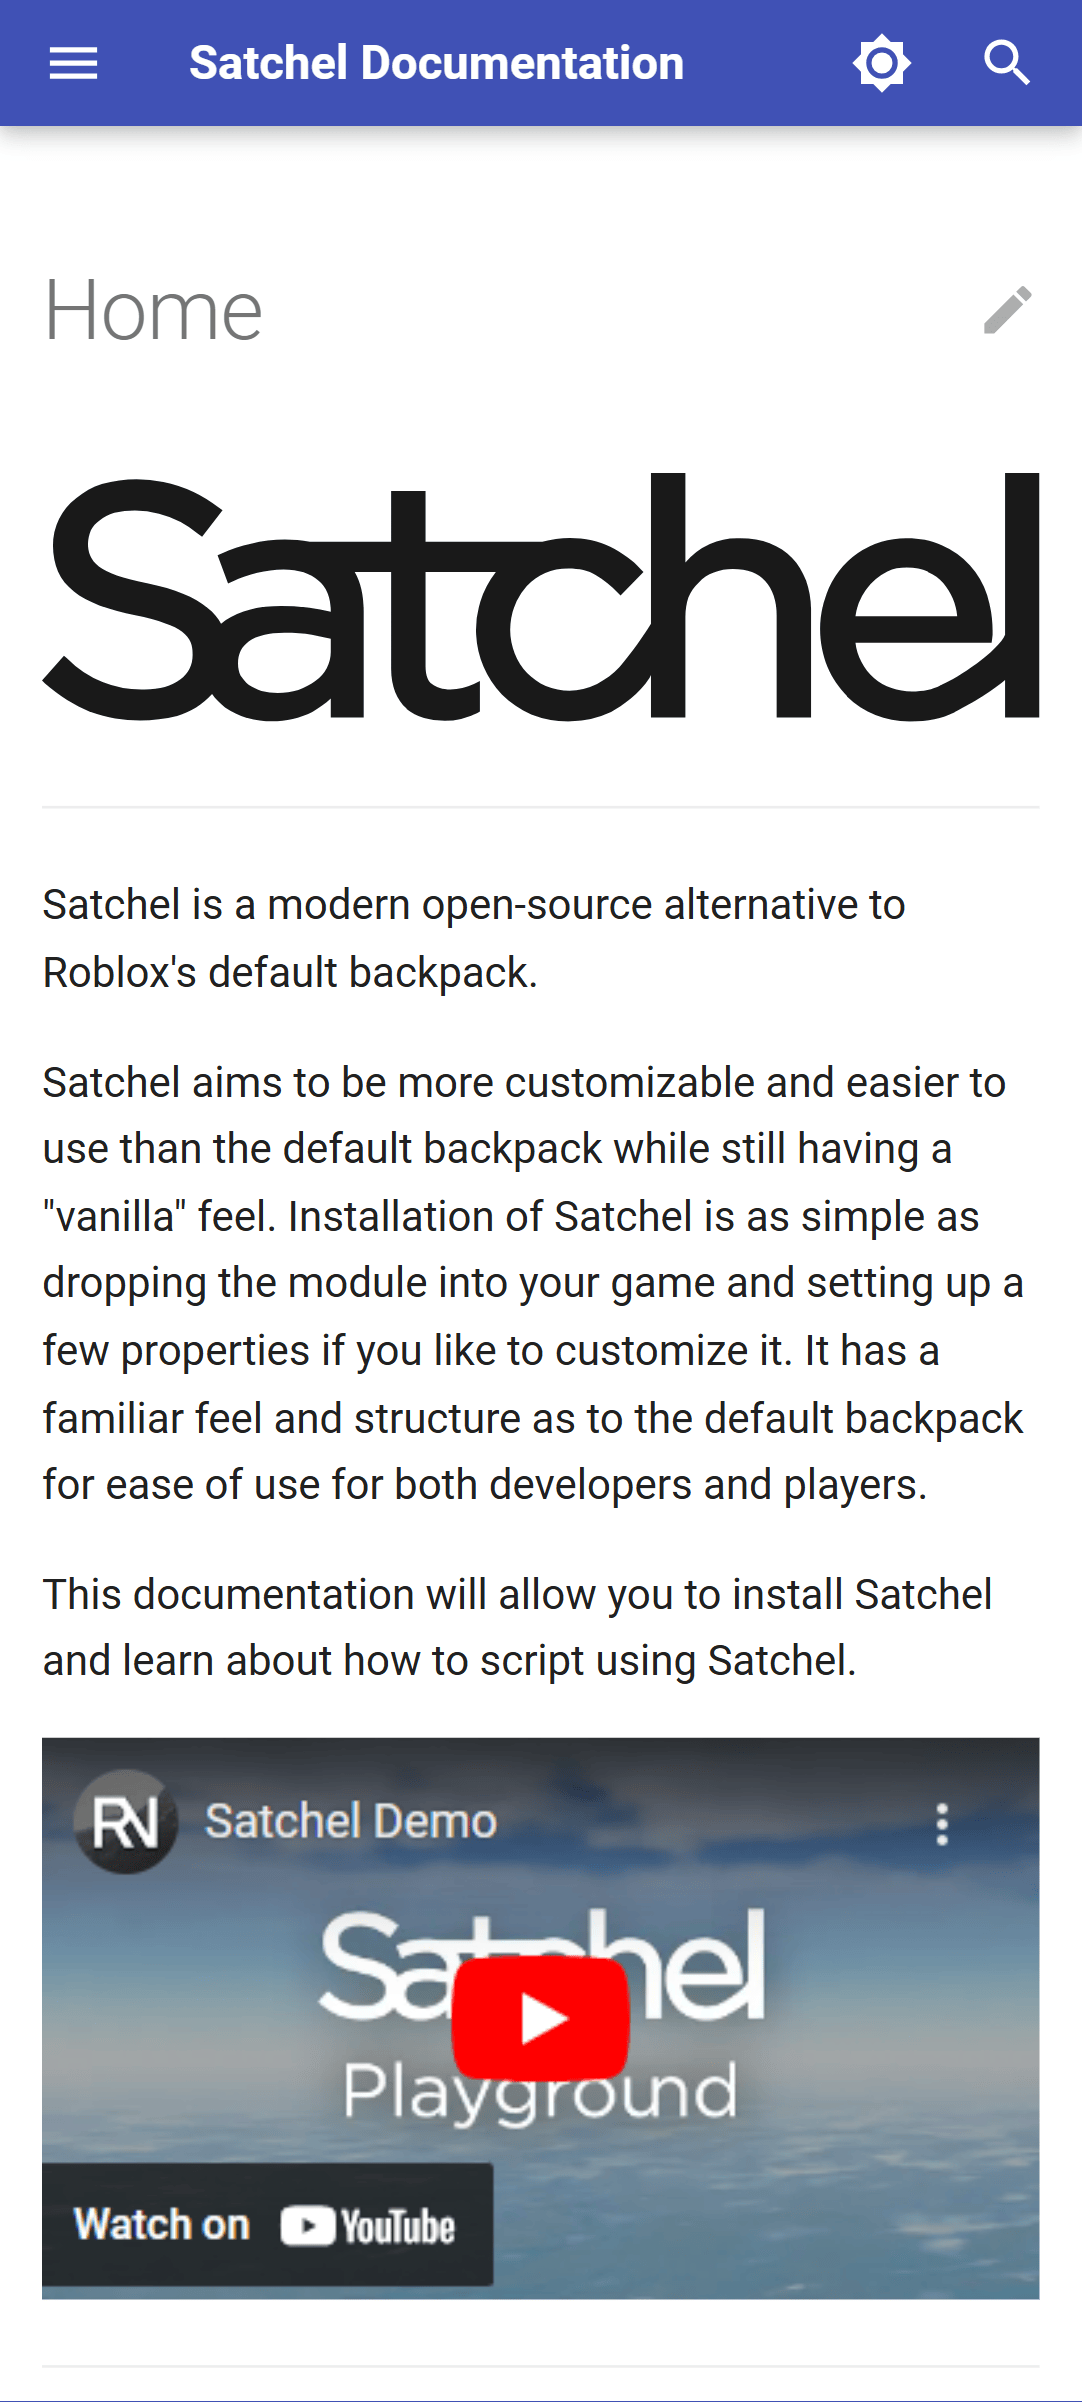 Satchel Documentation
Home
Satchel
Satchel is a modern open-source alternative to
Roblox's default backpack.
Satchel aims to be more customizable and easier to
use than the default backpack while still having a
"vanilla" feel. Installation of Satchel is as simple as
dropping the module into your game and setting up a
few properties if you like to customize it. It has a
familiar feel and structure as to the default backpack
for ease of use for both developers and players.
This documentation will allow you to install Satchel
and learn about how to script using Satchel.
RN Satchel Demo
Satchel
Playground
Watch on YouTube